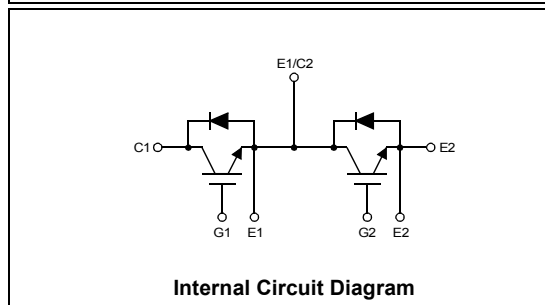 E1/C2
C1 E2
G1 E1 G2 E2
Internal Circuit Diagram